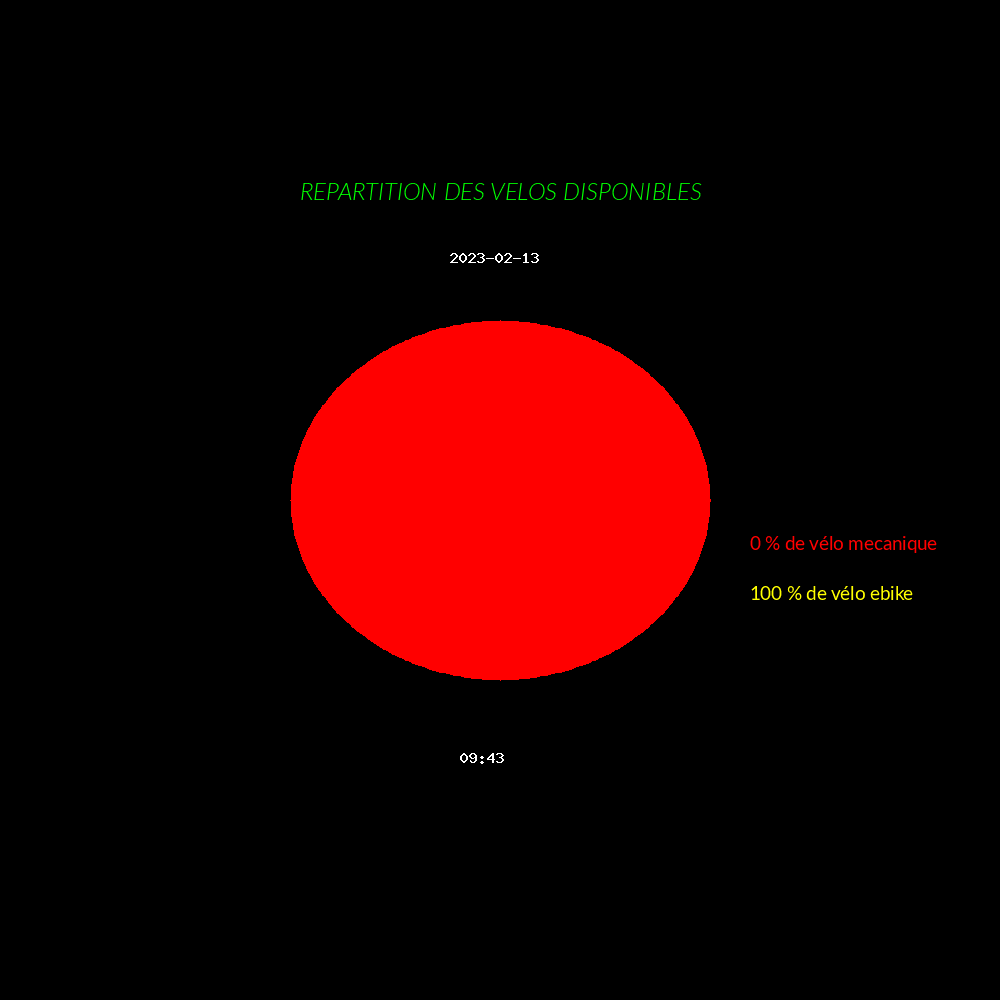 REPARTITION DES VELOS DISPONIBLES
2023-02-13
0 % de vélo mecanique
100 % de vélo ebike
09:43